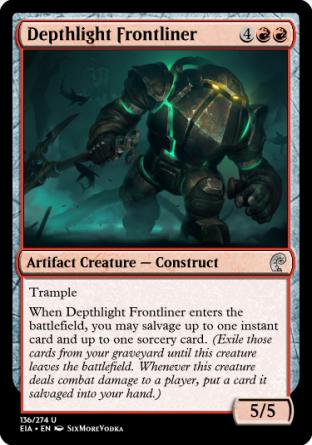 Depthlight Frontliner 4
Artifact Creature — Construct
Trample
When Depthlight Frontliner enters the
battlefield, you may salvage up to one instant
card and up to one sorcery card. (Exile those
cards from your graveyard until this creature
leaves the battlefield. Whenever this creature
deals combat damage to a player, put a card it
salvaged into your hand.)
5/5
136/274 U
EIA • EN SixMoreVodka